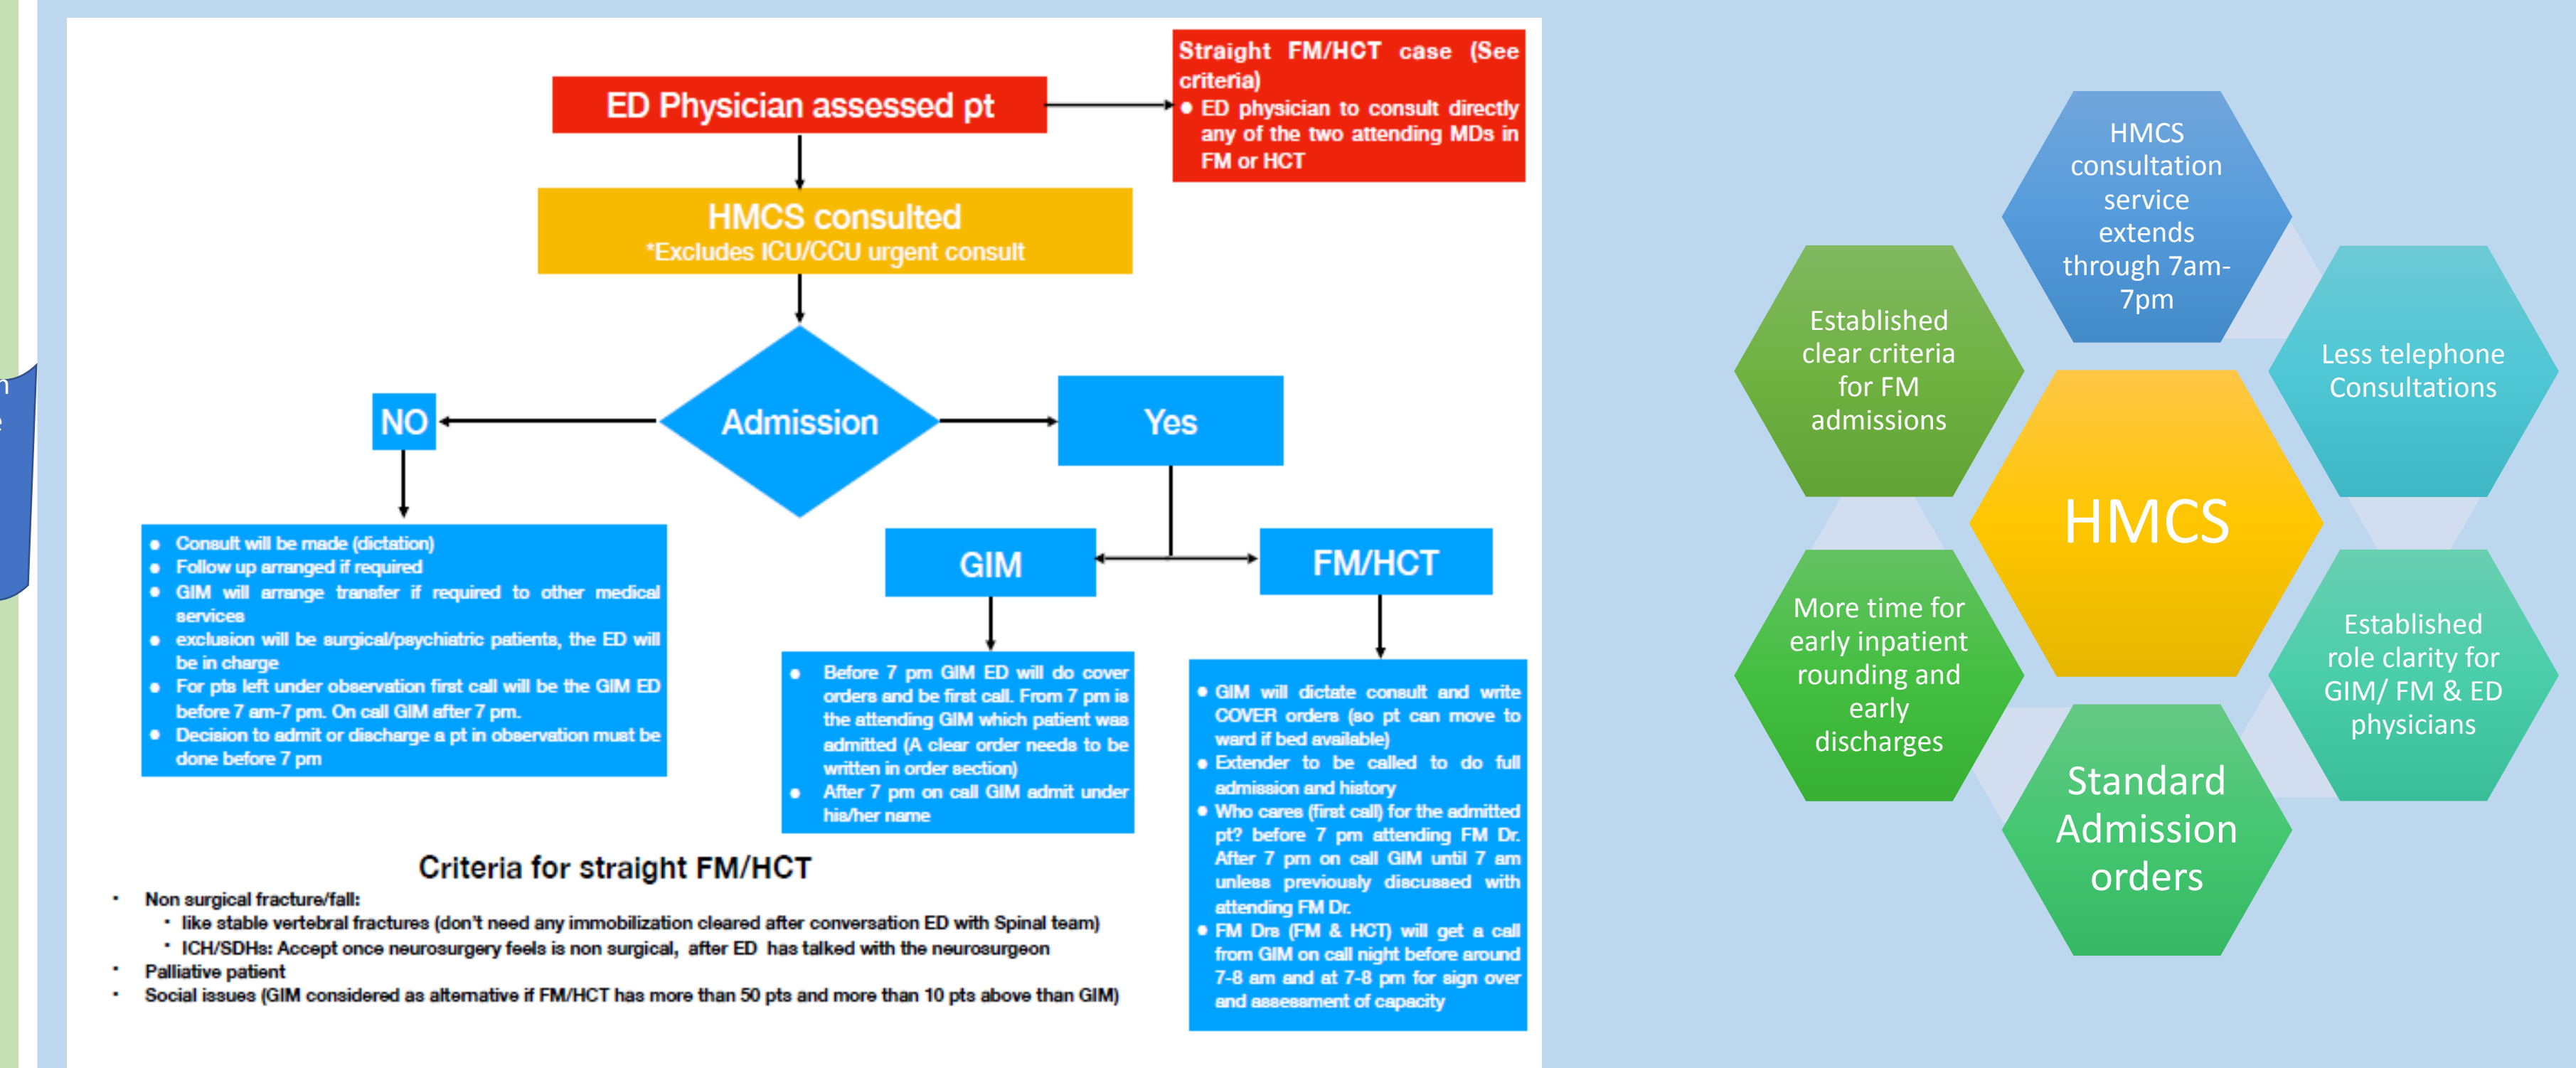 ED Physician assessed pt
Straight FM/HCT case (See
criteria)
● ED physician to consult directly
any of the two attending MDs in
FM or HCT
HMCS consulted
*Excludes ICU/CCU urgent consult
Admission
NO
Yes
● Consult will be made (dictation)
● Follow up arranged if required
● GIM will arrange transfer if required to other medical
services
● exclusion will be surgical/psychiatric patients, the ED will
be in charge
● For pts left under observation first call will be the GIM ED
before 7 am-7 pm. On call GIM after 7 pm.
● Decision to admit or discharge a pt in observation must be
done before 7 pm
GIM
FM/HCT
● Before 7 pm GIM ED will do cover
orders and be first call. From 7 pm is
the attending GIM which patient was
admitted (A clear order needs to be
written in order section)
● After 7 pm on call GIM admit under
his/her name
● GIM will dictate consult and write
COVER orders (so pt can move to
ward if bed available)
● Extender to be called to do full
admission and history
● Who cares (first call) for the admitted
pt? before 7 pm attending FM Dr.
After 7 pm on call GIM until 7 am
unless previously discussed with
attending FM Dr.
● FM Drs (FM & HCT) will get a call
from GIM on call night before around
7-8 am and at 7-8 pm for sign over
and assessment of capacity
Criteria for straight FM/HCT
· Non surgical fracture/fall:
· like stable vertebral fractures (don't need any immobilization cleared after conversation ED with Spinal team)
· ICH/SDHs: Accept once neurosurgery feels is non surgical, after ED has talked with the neurosurgeon
· Palliative patient
· Social issues (GIM considered as alternative if FM/HCT has more than 50 pts and more than 10 pts above than GIM)
HMCS
consultation
service
extends
through 7am-
7pm
Less telephone
Consultations
Established
role clarity for
GIM/ FM & ED
physicians
Standard
Admission
orders
More time for
early inpatient
rounding and
early
discharges
Established
clear criteria
for FM
admissions
HMCS